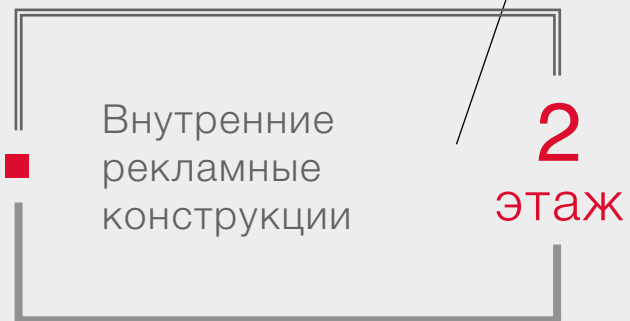 Внутренние
рекламные
конструкции
2
этаж